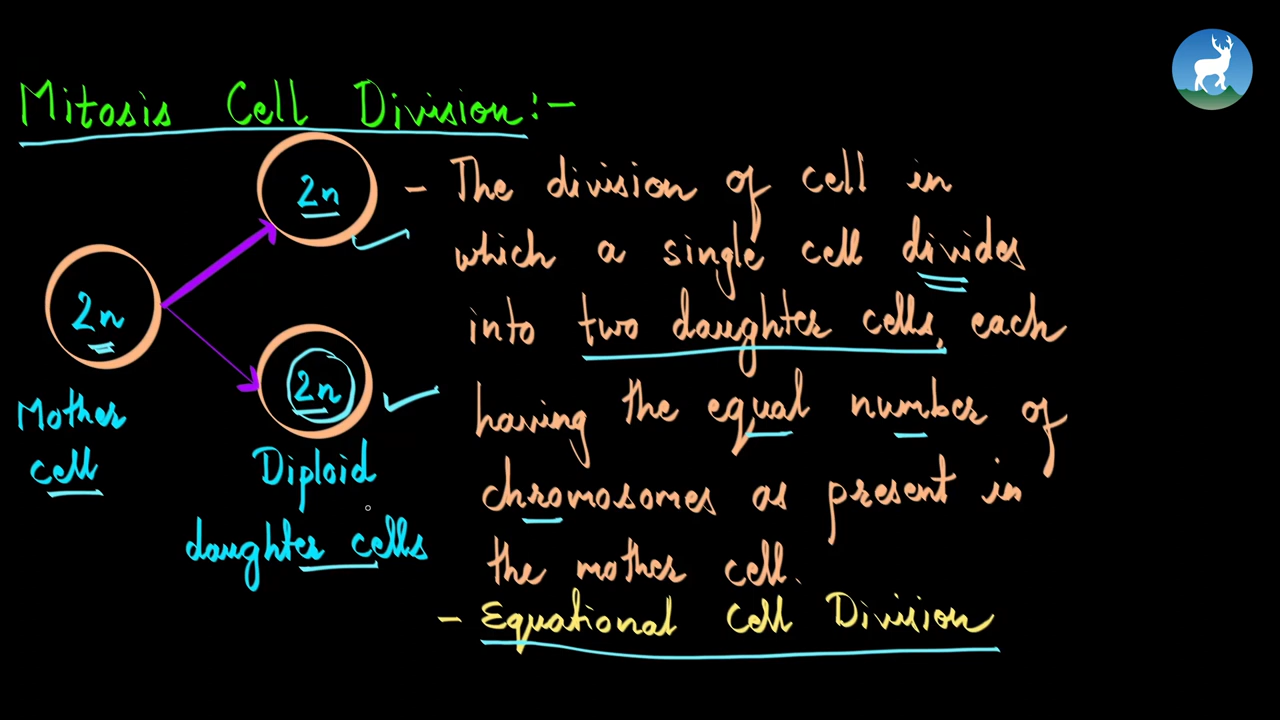 Mitosis Cell Division:-
2n
2n
Mother
cell
2n
Diploid
daughter cells
- The division of cell in
which a single cell divides
into two daughter cells, each
having the equal number of
chromosomes as present in
the mother cell.
- Equational Cell Division